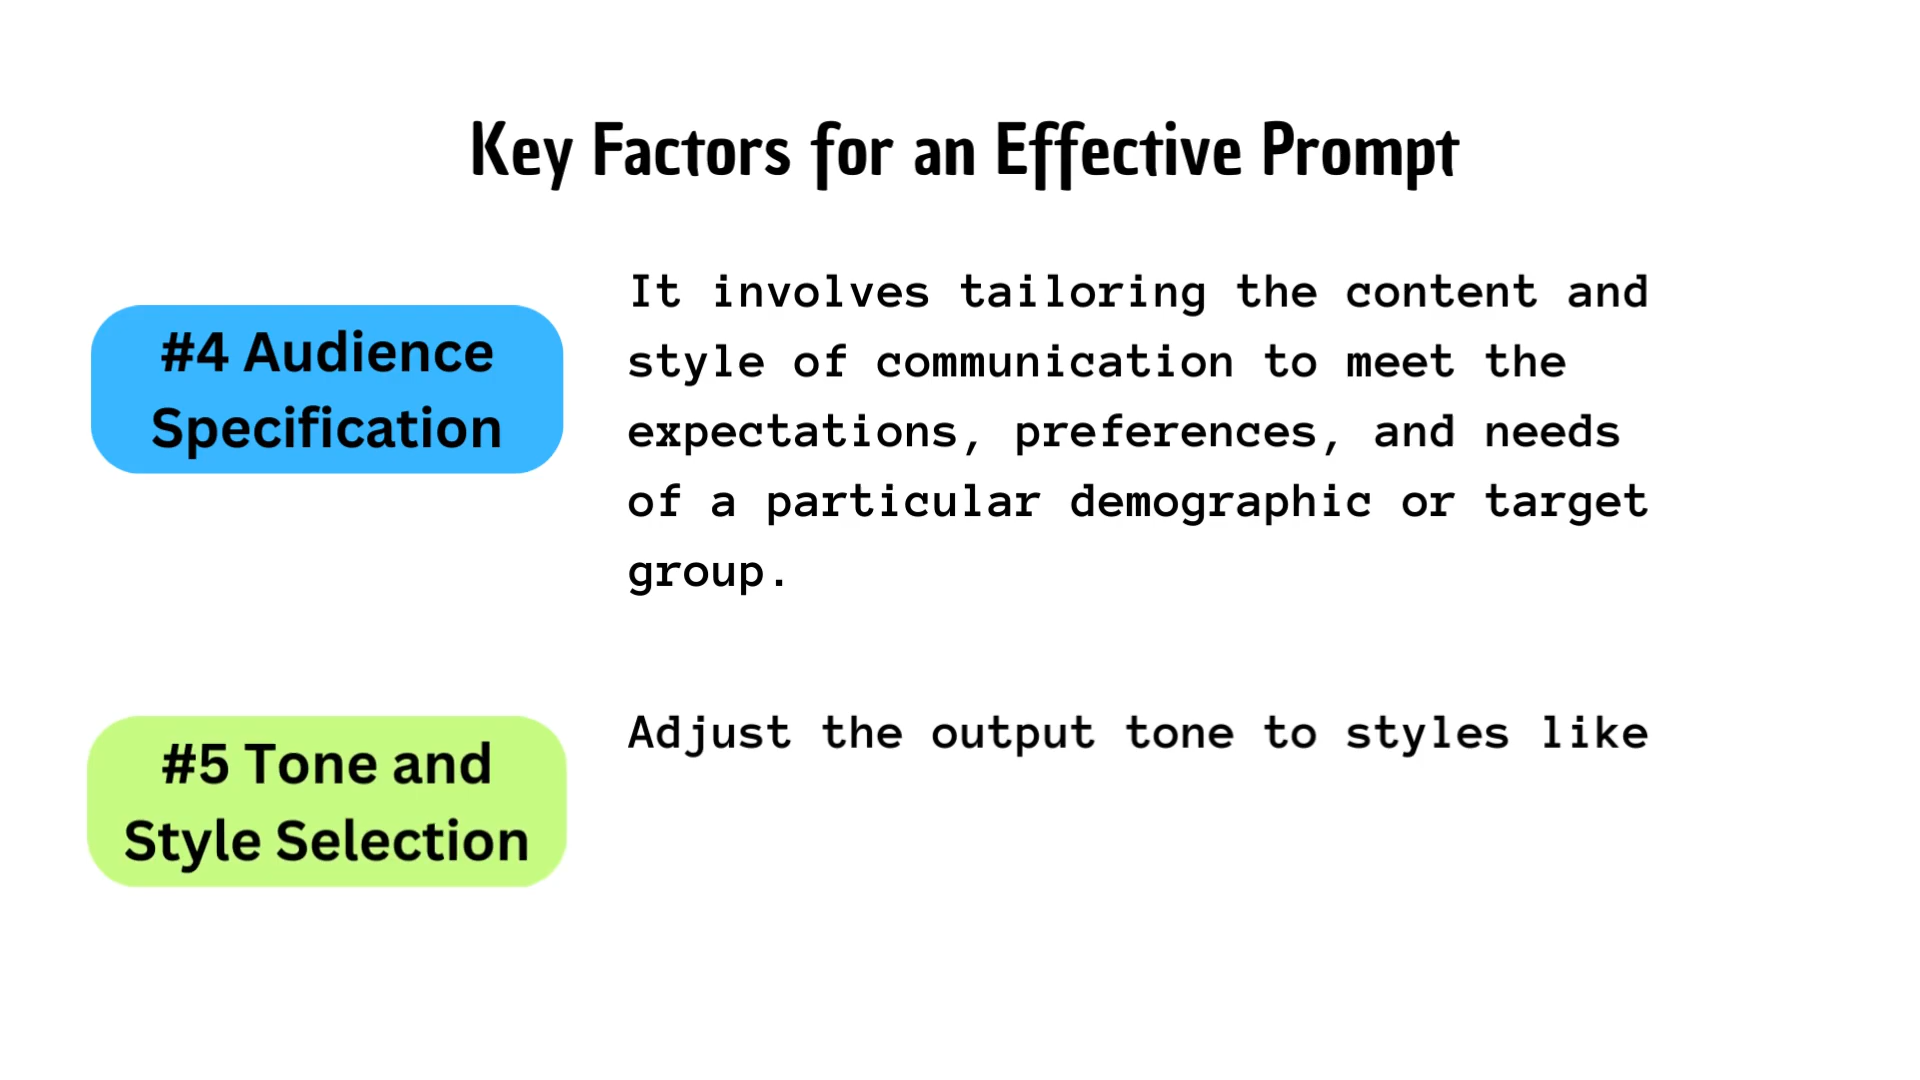 Key Factors for an Effective Prompt
#4 Audience
Specification
It involves tailoring the content and
style of communication to meet the
expectations, preferences, and needs
of a particular demographic or target
group.
#5 Tone and
Style Selection
Adjust the output tone to styles like